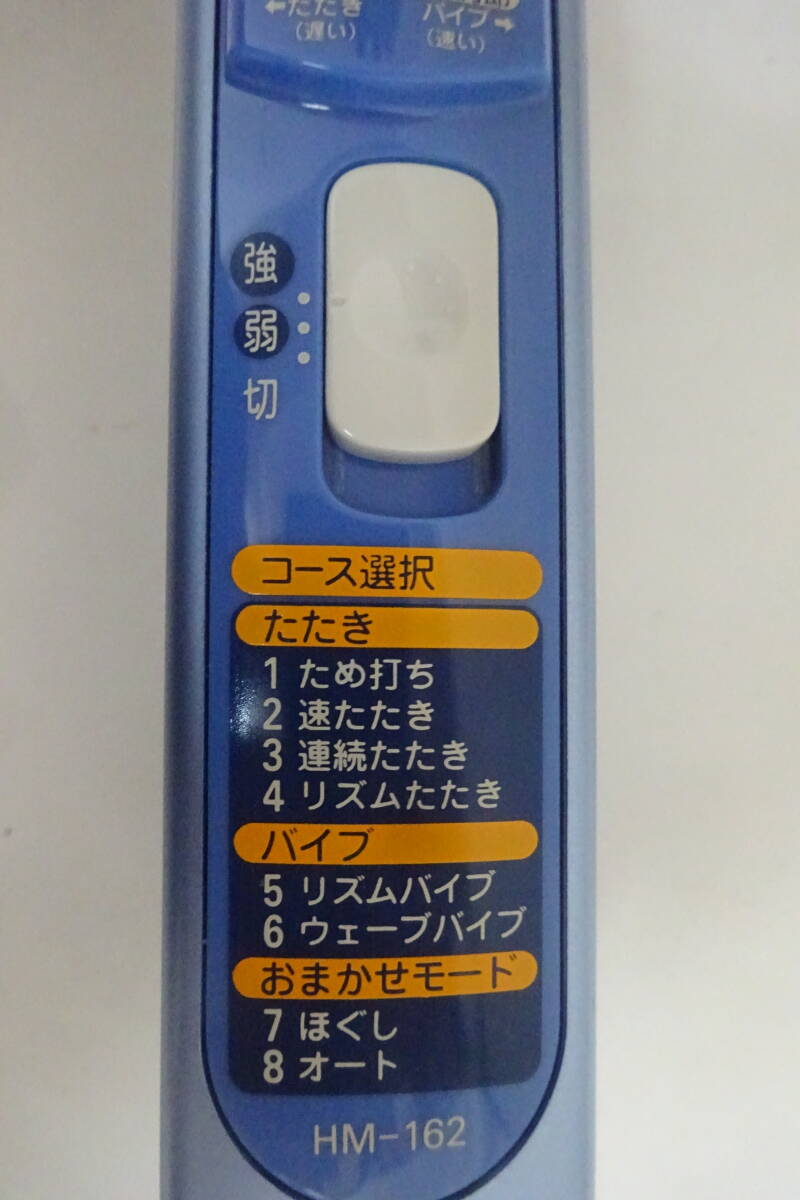 ←たたき バイブ→
(遅い) (速い)
強
弱
切
コース選択
たたき
1 ため打ち
2 速たたき
3 連続たたき
4 リズムたたき
バイブ
5 リズムバイブ
6 ウェーブバイブ
おまかせモード
7 ほぐし
8 オート
HM-162